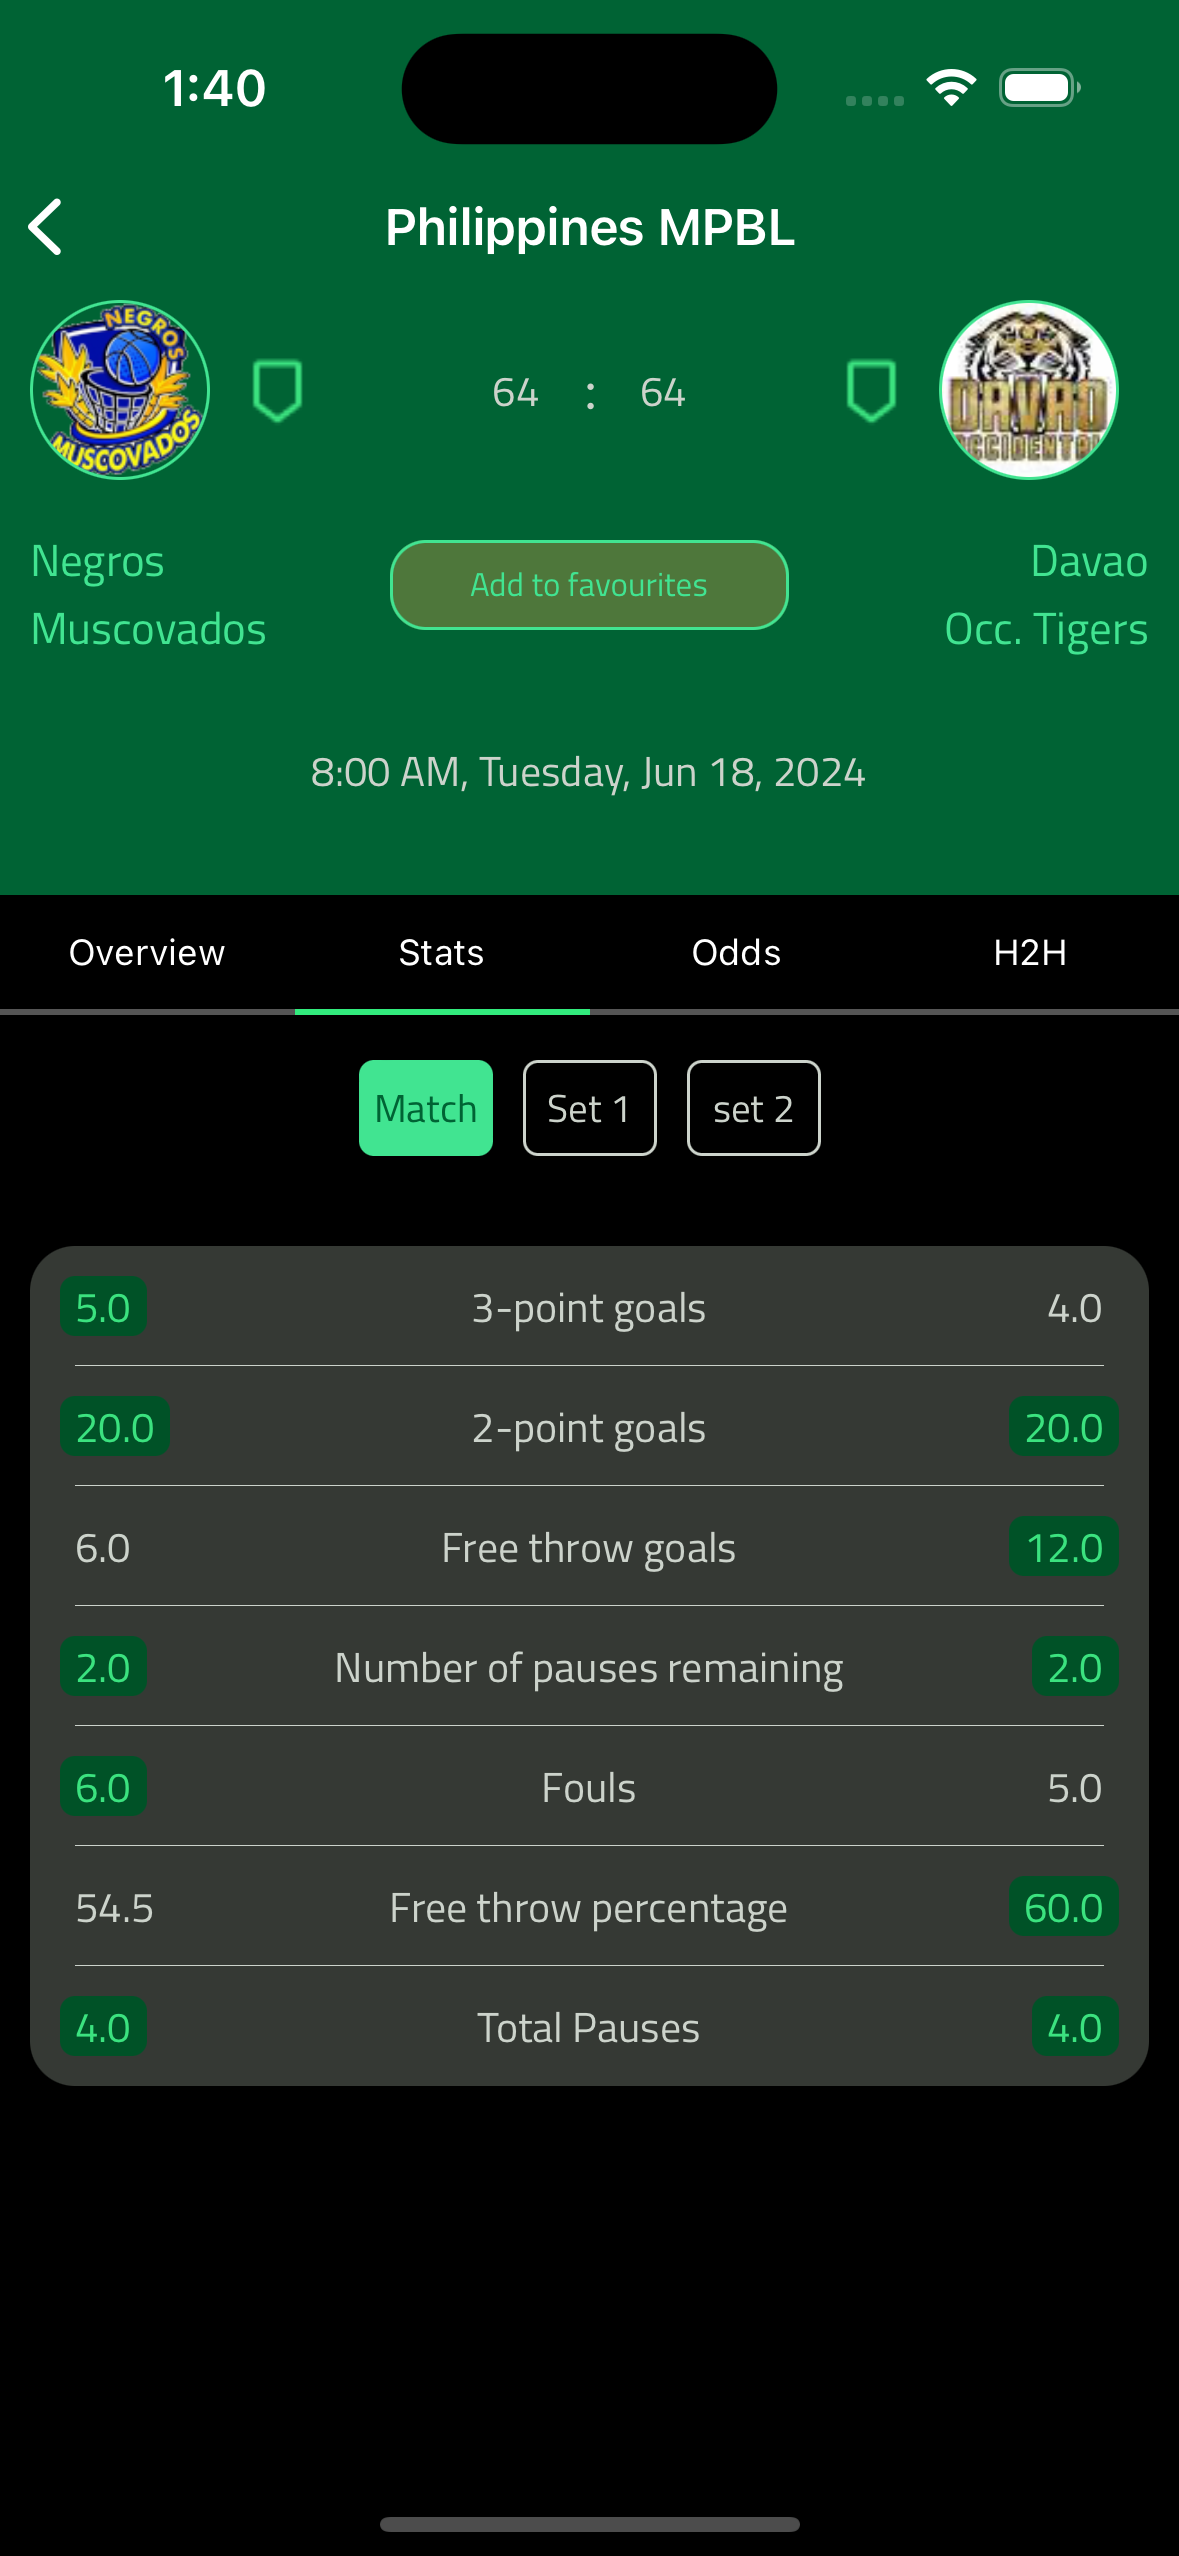 1:40
Philippines MPBL
NEGROS
MUSCOVADOS
64 : 64
DAVAO
OCCIDENTAL
Negros
Muscovados
Add to favourites
Davao
Occ. Tigers
8:00 AM, Tuesday, Jun 18, 2024
Overview Stats Odds H2H
Match Set 1 set 2
5.0 3-point goals 4.0
20.0 2-point goals 20.0
6.0 Free throw goals 12.0
2.0 Number of pauses remaining 2.0
6.0 Fouls 5.0
54.5 Free throw percentage 60.0
4.0 Total Pauses 4.0